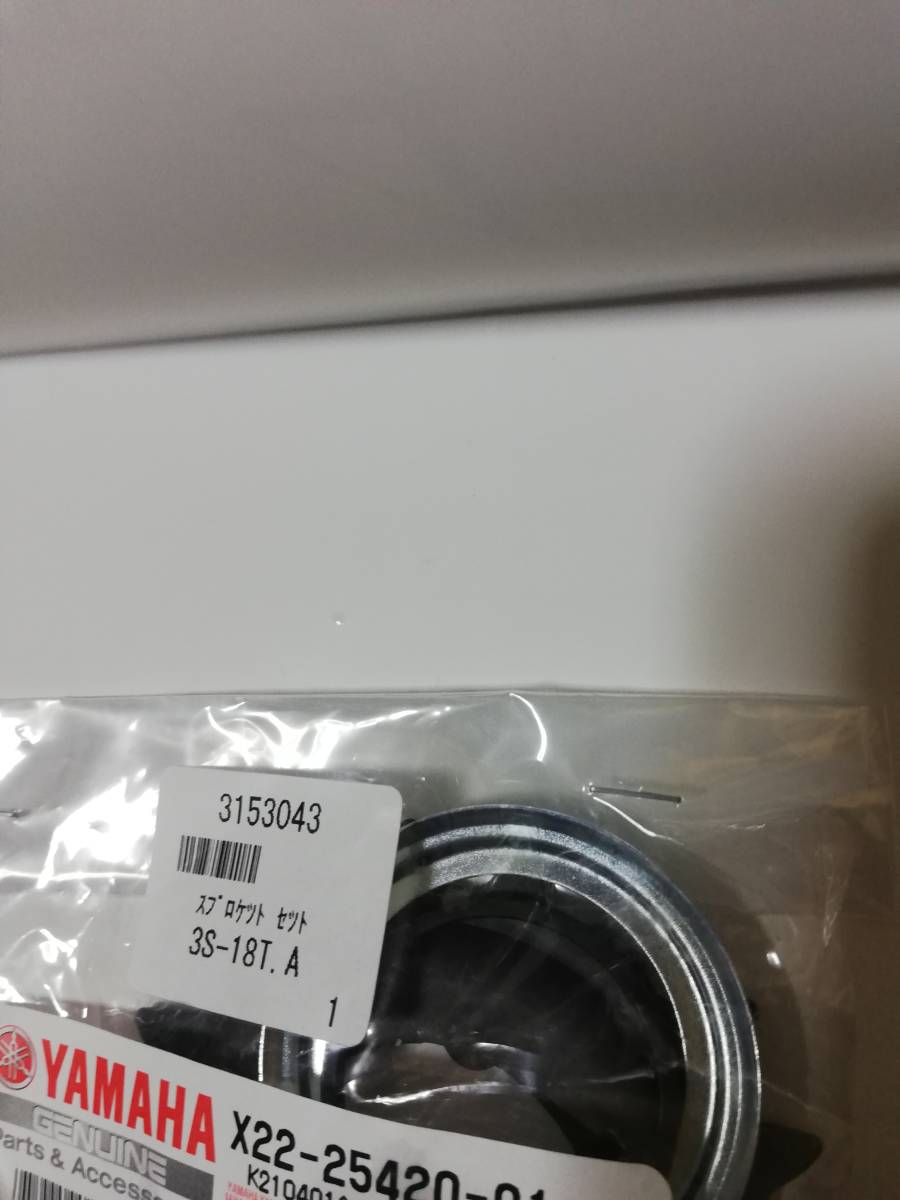 3153043
スプロケット セット
3S-18T.A
1
YAMAHA
GENUINE
Parts &
X22-25420-01